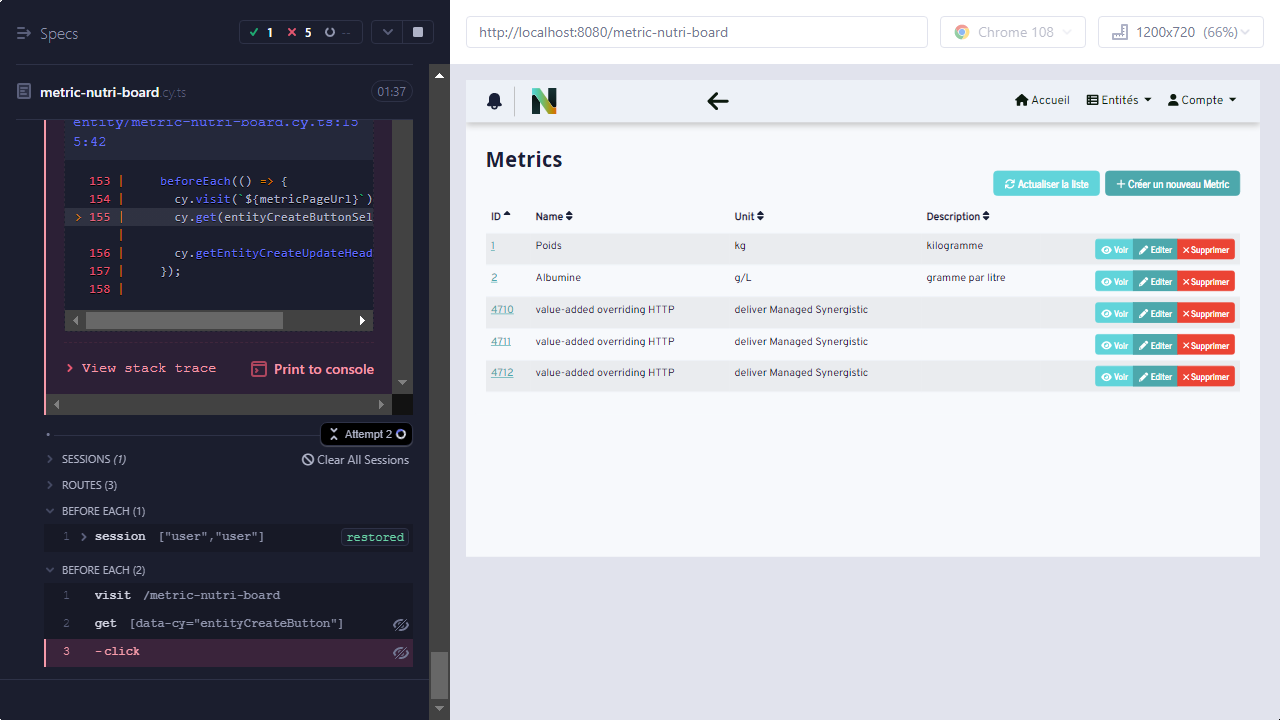 Specs
1
5
--
metric-nutri-board.cy.ts
01:37
entity/metric-nutri-board.cy.ts:15
5:42
153 | beforeEach(() => {
154 | cy.visit(`${metricPageUrl}`)
> 155 | cy.get(entityCreateButtonSel
|
156 | cy.getEntityCreateUpdateHead
157 | });
158 |
> View stack trace
Print to console
Attempt 2
SESSIONS (1)
Clear All Sessions
ROUTES (3)
BEFORE EACH (1)
1 session ["user","user"] restored
BEFORE EACH (2)
1 visit /metric-nutri-board
2 get [data-cy="entityCreateButton"]
3 -click
http://localhost:8080/metric-nutri-board
Chrome 108
1200x720 (66%)
N
Accueil
Entités
Compte
Metrics
Actualiser la liste
+ Créer un nouveau Metric
ID Name Unit Description
1 Poids kg kilogramme Voir Editer Supprimer
2 Albumine g/L gramme par litre Voir Editer Supprimer
4710 value-added overriding HTTP deliver Managed Synergistic Voir Editer Supprimer
4711 value-added overriding HTTP deliver Managed Synergistic Voir Editer Supprimer
4712 value-added overriding HTTP deliver Managed Synergistic Voir Editer Supprimer